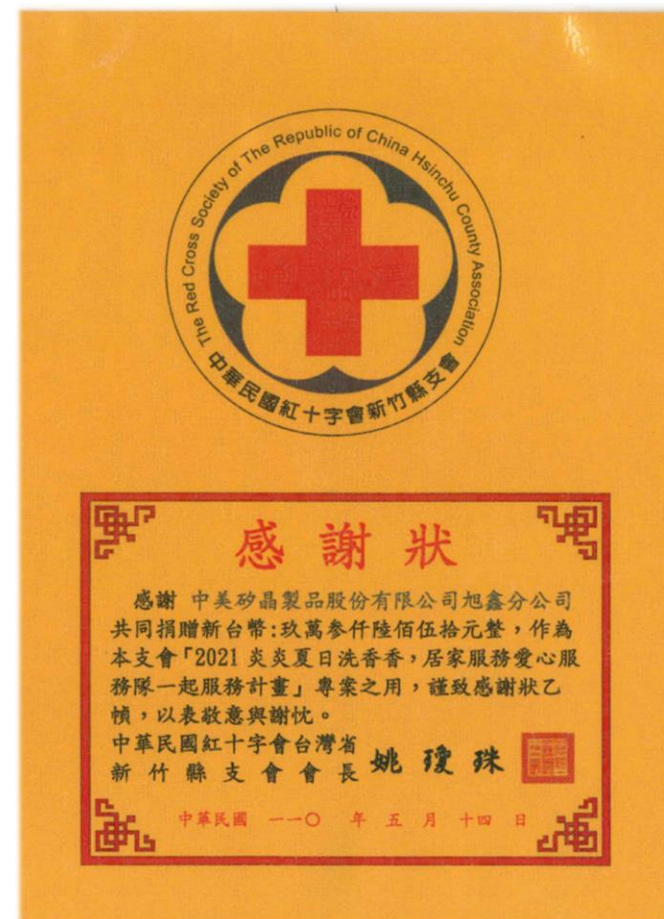 The Red Cross Society of The Republic of China Hsinchu County Association
中華民國紅十字會新竹縣支會
感謝狀
感謝 中美矽晶製品股份有限公司旭鑫分公司
共同捐贈新台幣:玖萬參仟陸佰伍拾元整,作為
本支會「2021炎炎夏日洗香香,居家服務愛心服
務隊一起服務計畫」專案之用,謹致感謝狀乙
幀,以表敬意與謝忱。
中華民國紅十字會台灣省
新竹縣支會會長 姚瓊珠
中華民國 一一○ 年 五 月 十四 日